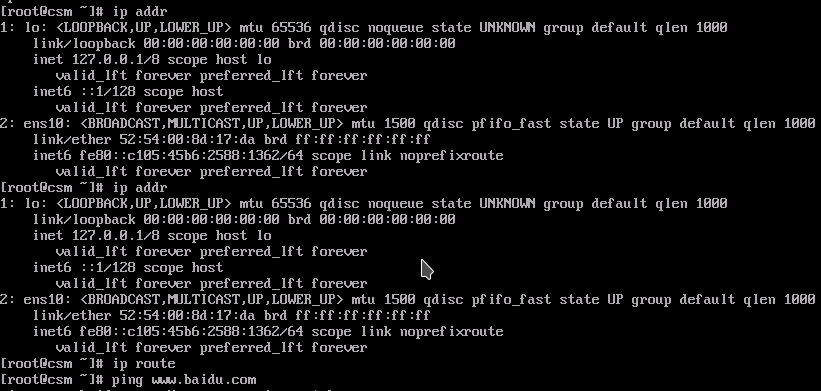 [root@csm ~]# ip addr
1: lo: <LOOPBACK,UP,LOWER_UP> mtu 65536 qdisc noqueue state UNKNOWN group default qlen 1000
    link/loopback 00:00:00:00:00:00 brd 00:00:00:00:00:00
    inet 127.0.0.1/8 scope host lo
       valid_lft forever preferred_lft forever
    inet6 ::1/128 scope host
       valid_lft forever preferred_lft forever
2: ens10: <BROADCAST,MULTICAST,UP,LOWER_UP> mtu 1500 qdisc pfifo_fast state UP group default qlen 1000
    link/ether 52:54:00:8d:17:da brd ff:ff:ff:ff:ff:ff
    inet6 fe80::c105:45b6:2588:1362/64 scope link noprefixroute
       valid_lft forever preferred_lft forever
[root@csm ~]# ip addr
1: lo: <LOOPBACK,UP,LOWER_UP> mtu 65536 qdisc noqueue state UNKNOWN group default qlen 1000
    link/loopback 00:00:00:00:00:00 brd 00:00:00:00:00:00
    inet 127.0.0.1/8 scope host lo
       valid_lft forever preferred_lft forever
    inet6 ::1/128 scope host
       valid_lft forever preferred_lft forever
2: ens10: <BROADCAST,MULTICAST,UP,LOWER_UP> mtu 1500 qdisc pfifo_fast state UP group default qlen 1000
    link/ether 52:54:00:8d:17:da brd ff:ff:ff:ff:ff:ff
    inet6 fe80::c105:45b6:2588:1362/64 scope link noprefixroute
       valid_lft forever preferred_lft forever
[root@csm ~]# ip route
[root@csm ~]# ping www.baidu.com